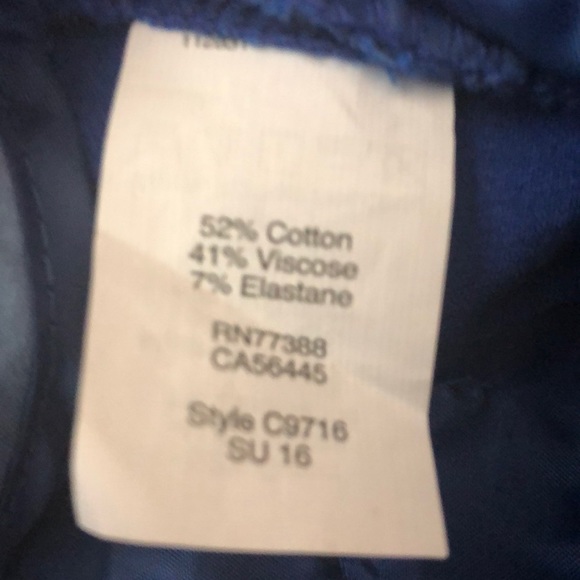 52% Cotton
41% Viscose
7% Elastane
RN77388
CA56445
Style C9716
SU 16